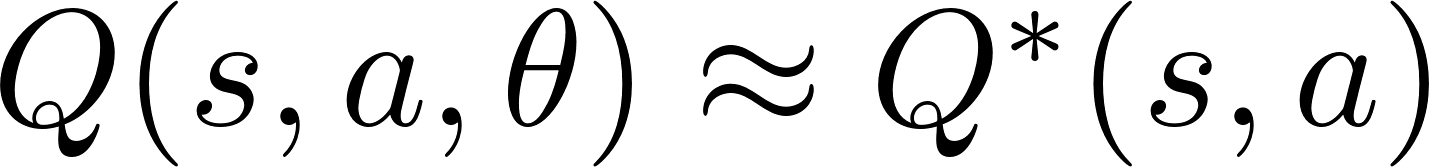 Q(s, a, θ) ≈ Q*(s, a)